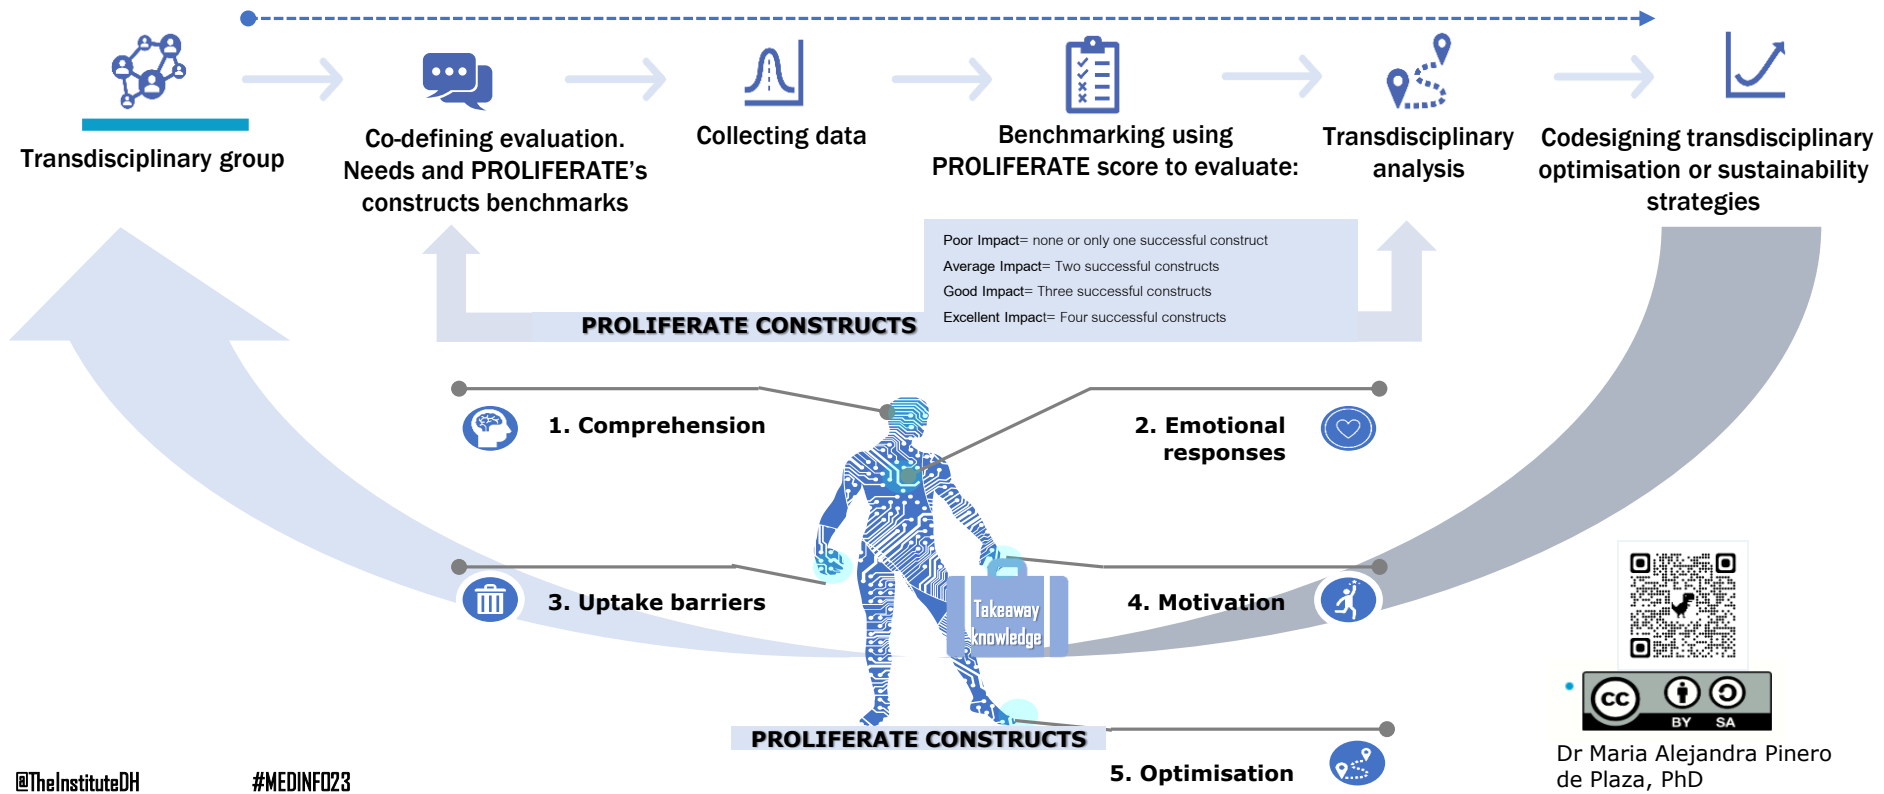 Transdisciplinary group
Co-defining evaluation.
Needs and PROLIFERATE's
constructs benchmarks
Collecting data
Benchmarking using
PROLIFERATE score to evaluate:
Transdisciplinary
analysis
Codesigning transdisciplinary
optimisation or sustainability
strategies
Poor Impact= none or only one successful construct
Average Impact= Two successful constructs
Good Impact= Three successful constructs
Excellent Impact= Four successful constructs
PROLIFERATE CONSTRUCTS
1. Comprehension
2. Emotional
responses
3. Uptake barriers
4. Motivation
Takeaway
knowledge
PROLIFERATE CONSTRUCTS
5. Optimisation
CC
BY SA
Dr Maria Alejandra Pinero
de Plaza, PhD
@TheInstituteDH
#MEDINFO23